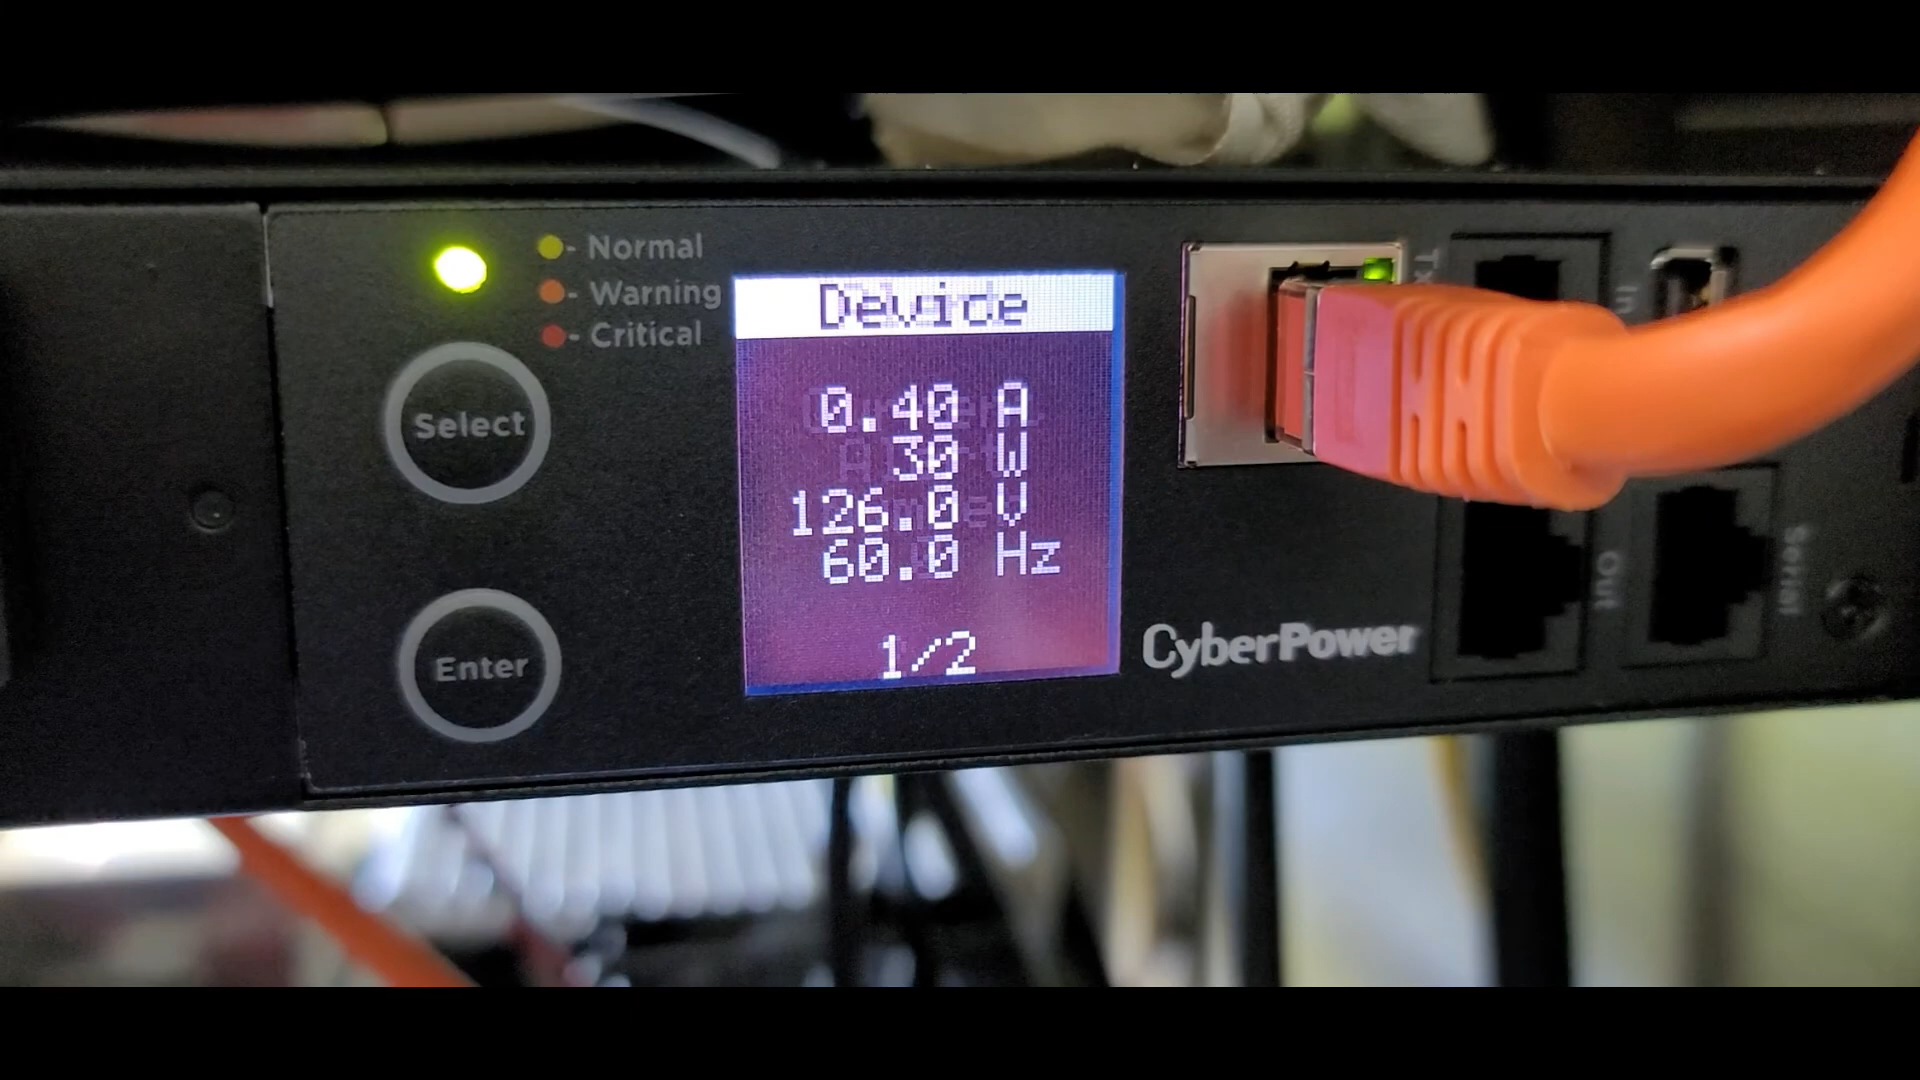 - Normal
- Warning
- Critical
Select
Enter
Device
0.40 A
30 W
126.0 V
60.0 Hz
1/2
CyberPower
Tx
In
Out
Serial